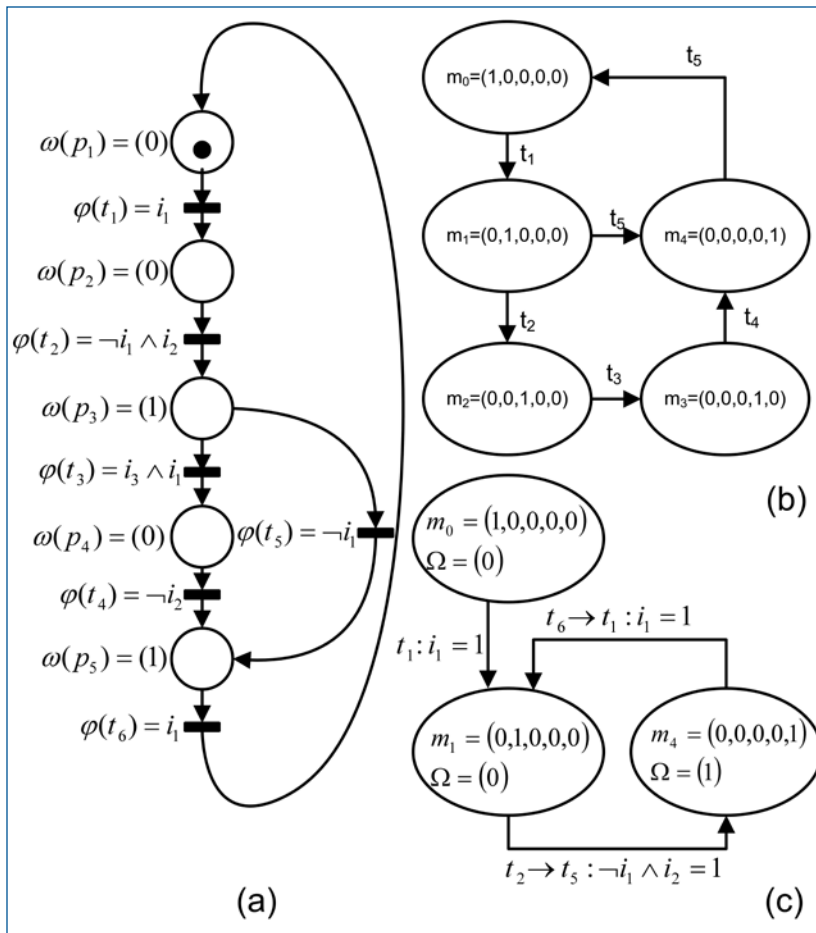 ω(p₁) = (0)
φ(t₁) = i₁
ω(p₂) = (0)
φ(t₂) = ¬i₁ ∧ i₂
ω(p₃) = (1)
φ(t₃) = i₃ ∧ i₁
ω(p₄) = (0)
φ(t₅) = ¬i₁
φ(t₄) = ¬i₂
ω(p₅) = (1)
φ(t₆) = i₁
(a)
m₀=(1,0,0,0,0)
t₅
t₁
m₁=(0,1,0,0,0)
t₅
m₄=(0,0,0,0,1)
t₂
t₄
m₂=(0,0,1,0,0)
t₃
m₃=(0,0,0,1,0)
(b)
m₀ = (1,0,0,0,0)
Ω = (0)
t₁ : i₁ = 1
t₆ → t₁ : i₁ = 1
m₁ = (0,1,0,0,0)
Ω = (0)
m₄ = (0,0,0,0,1)
Ω = (1)
t₂ → t₅ : ¬i₁ ∧ i₂ = 1
(c)